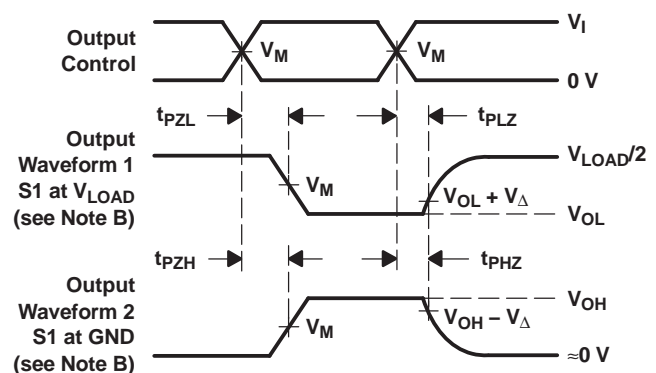 Output
Control
V_M
V_M
V_I
0 V
t_PZL
t_PLZ
Output
Waveform 1
S1 at V_LOAD
(see Note B)
V_M
V_LOAD/2
V_OL + V_Δ
V_OL
t_PZH
t_PHZ
Output
Waveform 2
S1 at GND
(see Note B)
V_M
V_OH
V_OH – V_Δ
≈0 V